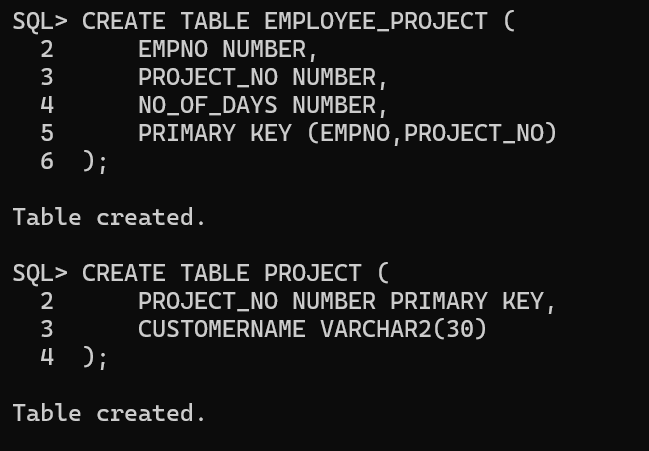 SQL> CREATE TABLE EMPLOYEE_PROJECT (
  2      EMPNO NUMBER,
  3      PROJECT_NO NUMBER,
  4      NO_OF_DAYS NUMBER,
  5      PRIMARY KEY (EMPNO,PROJECT_NO)
  6  );
Table created.
SQL> CREATE TABLE PROJECT (
  2      PROJECT_NO NUMBER PRIMARY KEY,
  3      CUSTOMERNAME VARCHAR2(30)
  4  );
Table created.